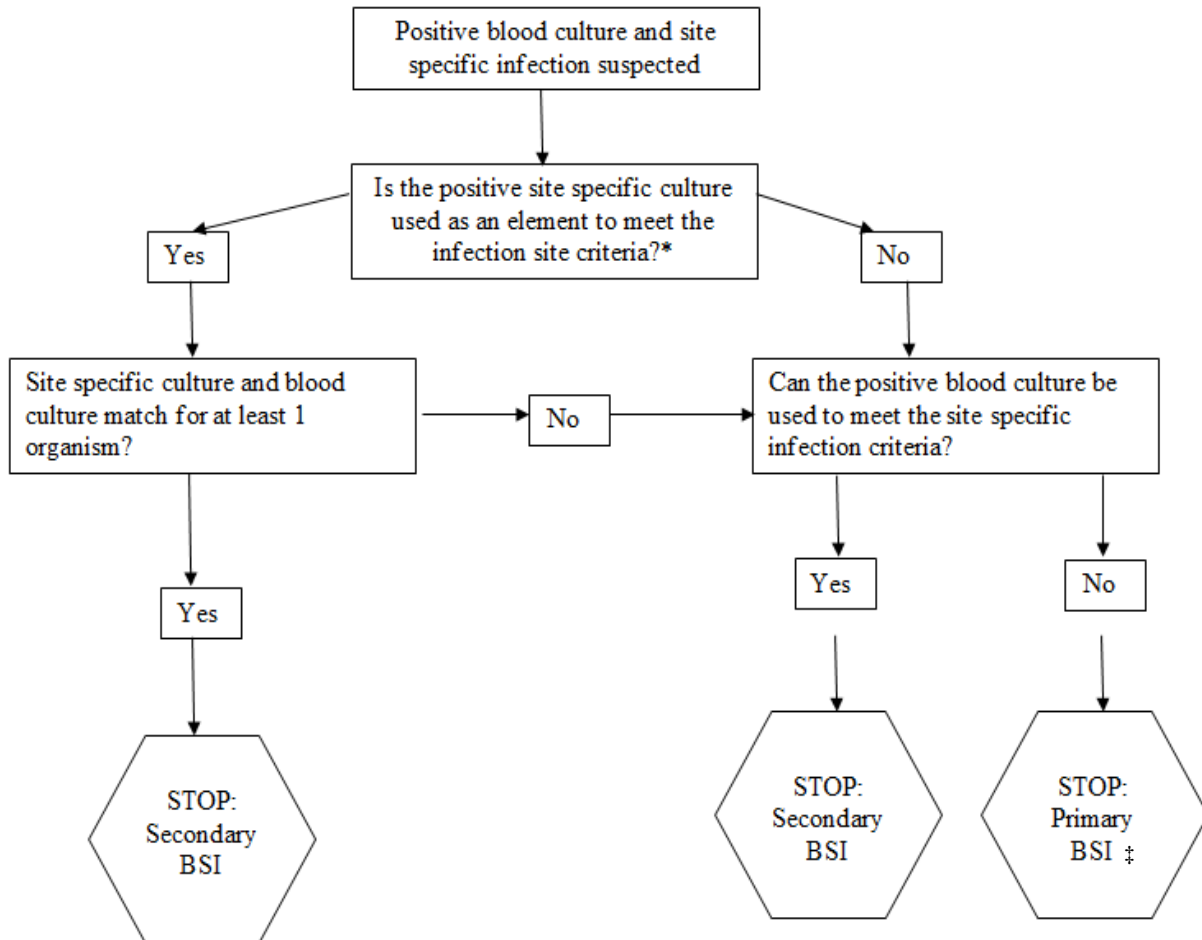 Positive blood culture and site
specific infection suspected
Is the positive site specific culture
used as an element to meet the
infection site criteria?*
Yes
No
Site specific culture and blood
culture match for at least 1
organism?
No
Can the positive blood culture be
used to meet the site specific
infection criteria?
Yes
Yes
No
STOP:
Secondary
BSI
STOP:
Secondary
BSI
STOP:
Primary
BSI ‡